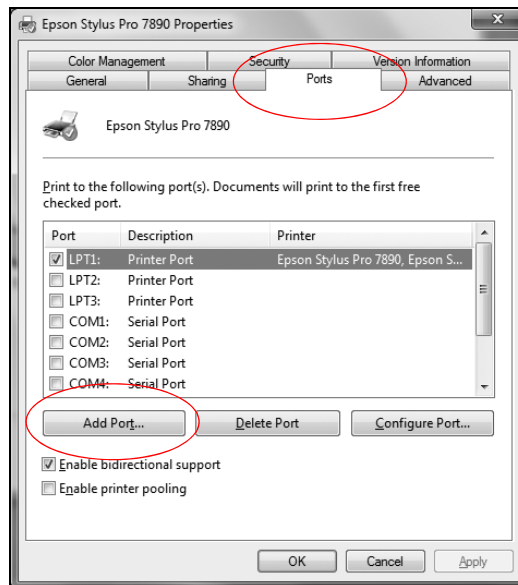 Epson Stylus Pro 7890 Properties
x
Color Management Security Version Information
General Sharing Ports Advanced
Epson Stylus Pro 7890
Print to the following port(s). Documents will print to the first free
checked port.
Port Description Printer
LPT1: Printer Port Epson Stylus Pro 7890, Epson S...
LPT2: Printer Port
LPT3: Printer Port
COM1: Serial Port
COM2: Serial Port
COM3: Serial Port
COM4: Serial Port
Add Port... Delete Port Configure Port...
Enable bidirectional support
Enable printer pooling
OK Cancel Apply